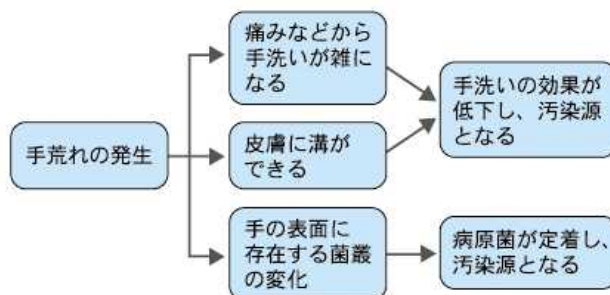 手荒れの発生
痛みなどから
手洗いが雑に
なる
皮膚に溝が
できる
手の表面に
存在する菌叢
の変化
手洗いの効果が
低下し、汚染源
となる
病原菌が定着し、
汚染源となる